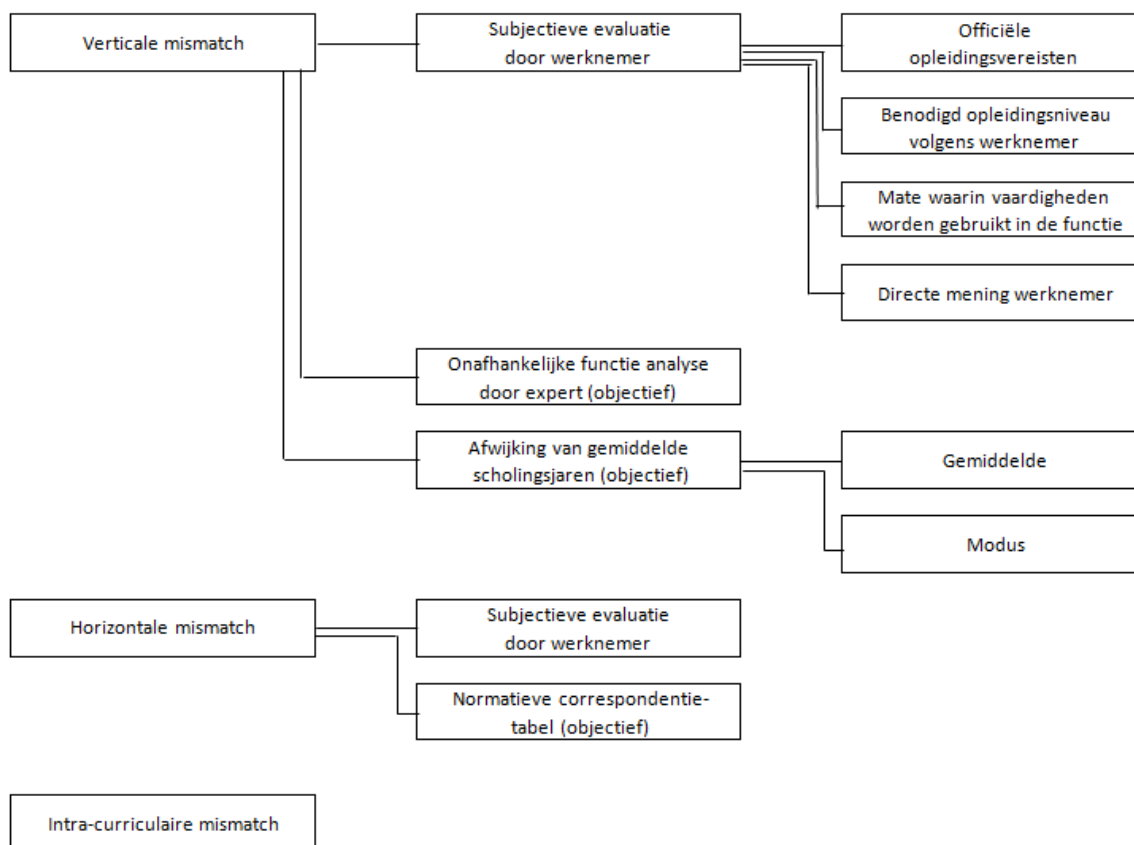 Verticale mismatch
Subjectieve evaluatie
door werknemer
Officiële
opleidingsvereisten
Benodigd opleidingsniveau
volgens werknemer
Mate waarin vaardigheden
worden gebruikt in de functie
Directe mening werknemer
Onafhankelijke functie analyse
door expert (objectief)
Afwijking van gemiddelde
scholingsjaren (objectief)
Gemiddelde
Modus
Horizontale mismatch
Subjectieve evaluatie
door werknemer
Normatieve correspondentie-
tabel (objectief)
Intra-curriculaire mismatch